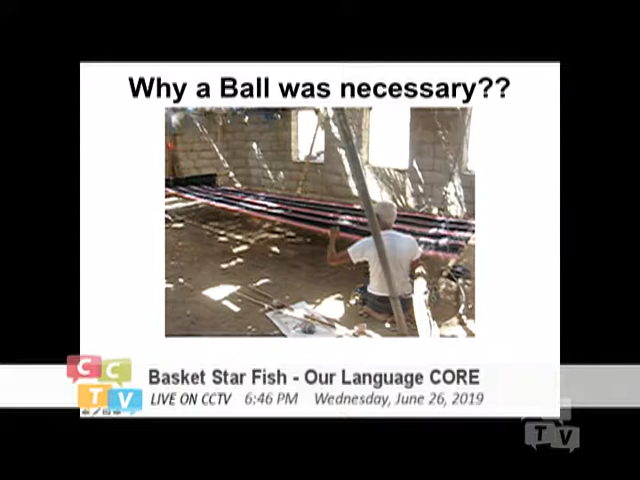 Why a Ball was necessary??
CCTV
Basket Star Fish - Our Language CORE
LIVE ON CCTV 6:46 PM Wednesday, June 26, 2019
TV